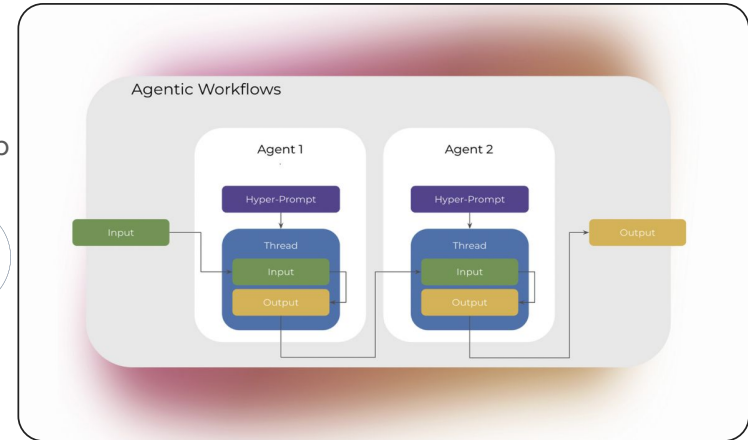 Agentic Workflows
Agent 1
Agent 2
Hyper-Prompt
Hyper-Prompt
Input
Thread
Thread
Output
Input
Input
Output
Output